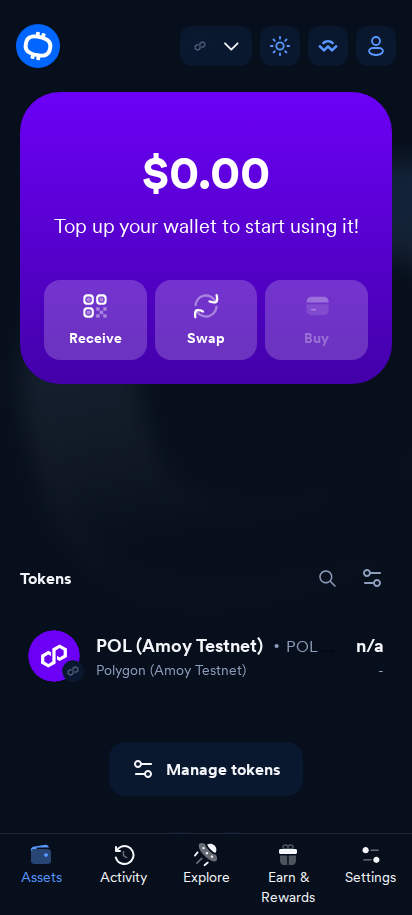 $0.00
Top up your wallet to start using it!
Receive
Swap
Buy
Tokens
POL (Amoy Testnet) • POL ... n/a
Polygon (Amoy Testnet) -
Manage tokens
Assets
Activity
Explore
Earn &
Rewards
Settings